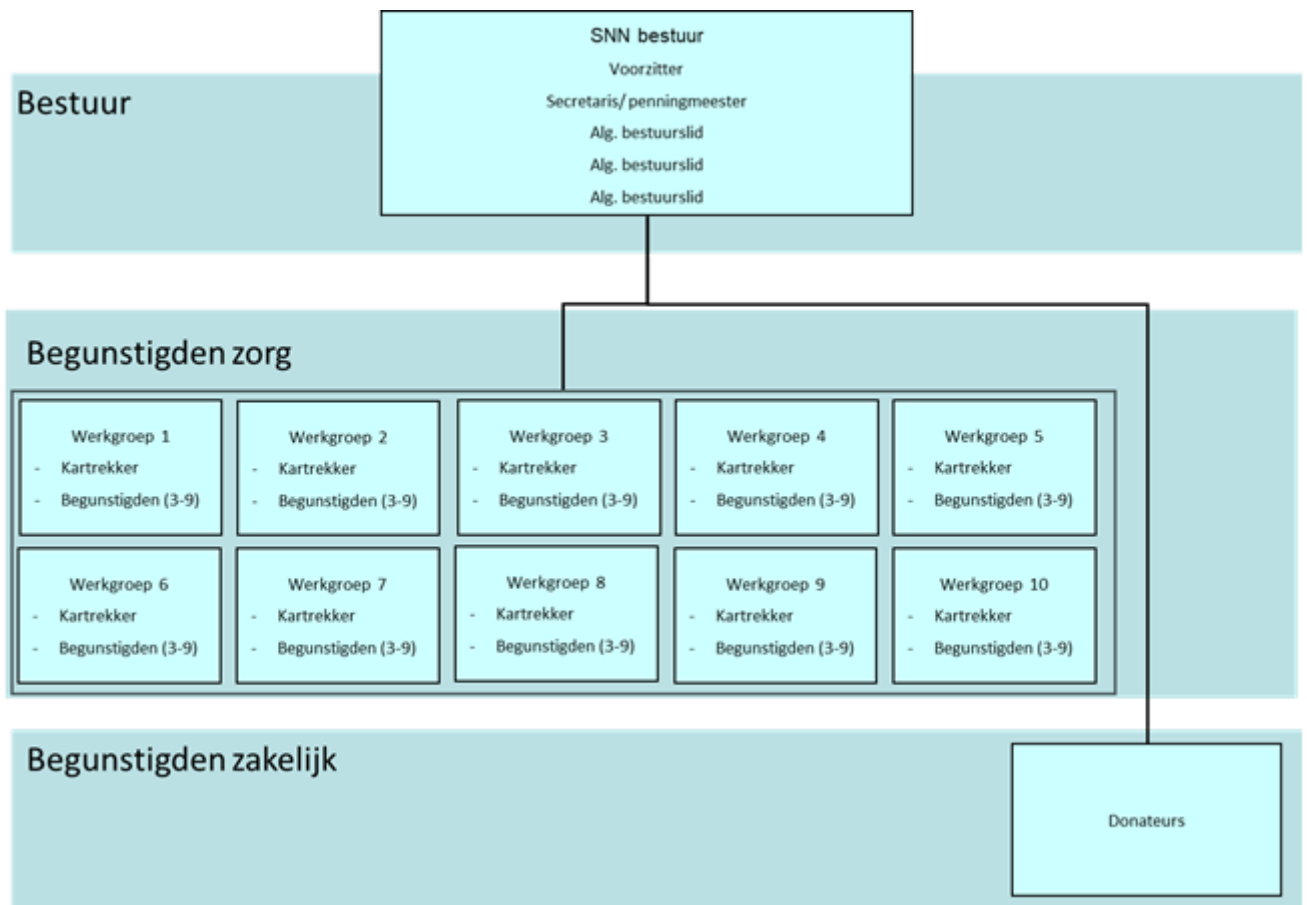 SNN bestuur
Voorzitter
Secretaris/ penningmeester
Alg. bestuurslid
Alg. bestuurslid
Alg. bestuurslid
Bestuur
Begunstigden zorg
Werkgroep 1
- Kartrekker
- Begunstigden (3-9)
Werkgroep 2
- Kartrekker
- Begunstigden (3-9)
Werkgroep 3
- Kartrekker
- Begunstigden (3-9)
Werkgroep 4
- Kartrekker
- Begunstigden (3-9)
Werkgroep 5
- Kartrekker
- Begunstigden (3-9)
Werkgroep 6
- Kartrekker
- Begunstigden (3-9)
Werkgroep 7
- Kartrekker
- Begunstigden (3-9)
Werkgroep 8
- Kartrekker
- Begunstigden (3-9)
Werkgroep 9
- Kartrekker
- Begunstigden (3-9)
Werkgroep 10
- Kartrekker
- Begunstigden (3-9)
Begunstigden zakelijk
Donateurs